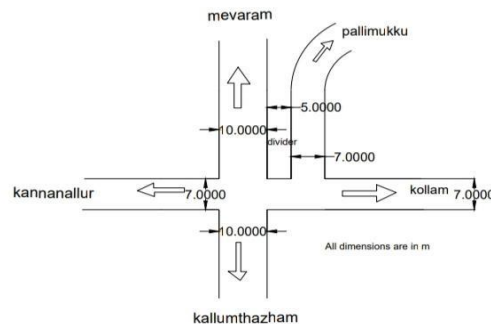 mevaram
pallimukku
5.0000
10.0000
divider
7.0000
kannanallur
7.0000
kollam
7.0000
10.0000
All dimensions are in m
kallumthazham